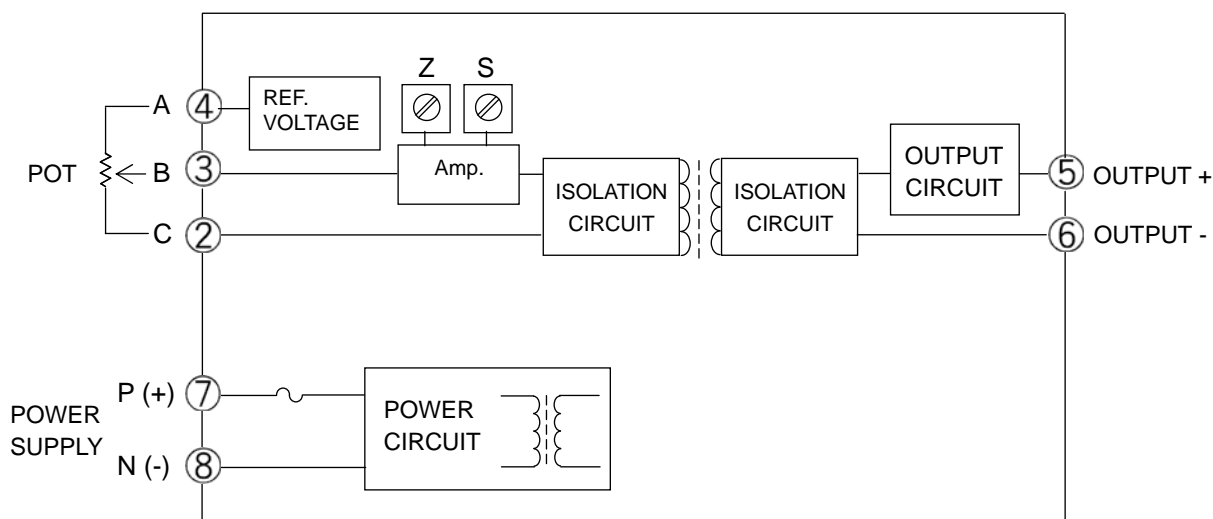 Z
S
A
④
REF.
VOLTAGE
POT
B
③
Amp.
ISOLATION
CIRCUIT
ISOLATION
CIRCUIT
OUTPUT
CIRCUIT
⑤
OUTPUT +
C
②
⑥
OUTPUT -
POWER
SUPPLY
P (+)
⑦
N (-)
⑧
POWER
CIRCUIT